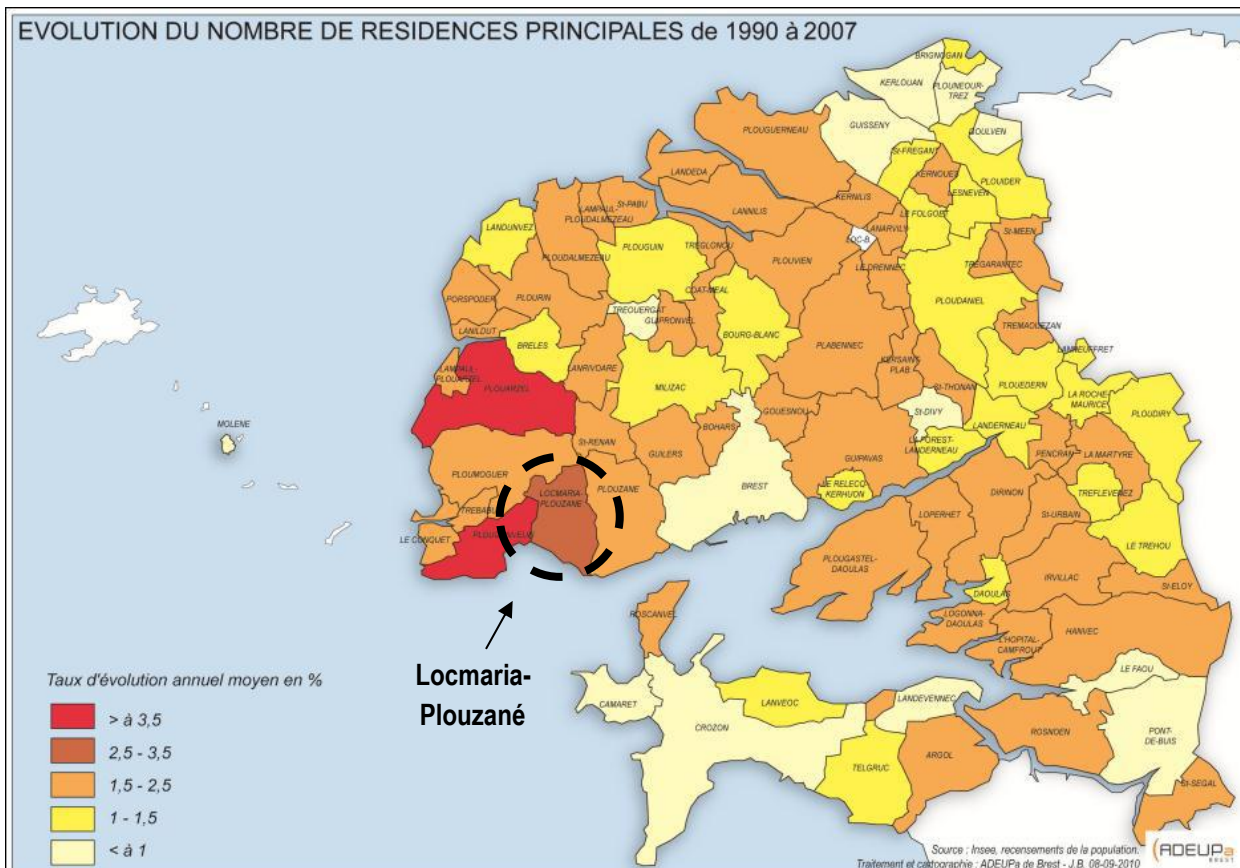 EVOLUTION DU NOMBRE DE RESIDENCES PRINCIPALES de 1990 à 2007
BRIGNOGAN
KERLOUAN
PLOUNEOUR-
TREZ
GUISSENY
GOULVEN
PLOUGUERNEAU
St-FREGANT
KERNOUES
PLOUIDER
LANDEDA
LESNEVEN
KERNILIS
LE FOLGOET
LANNILIS
St-PABU
LAMPAUL-
PLOUDALMEZEAU
LANARVILY
LOC-B.
St-MEEN
LANDUNVEZ
PLOUGUIN
TREGLONOU
PLOUVIEN
LE DRENNEC
TREGARANTEC
PLOUDALMEZEAU
COAT-MEAL
PLOUDANIEL
PORSPODER
PLOURIN
TREOUERGAT
GUIPRONVEL
TREMAOUEZAN
LANILDUT
BOURG-BLANC
BRELES
PLABENNEC
LANNEUFFRET
LANRIVOARE
KERSAINT-
PLAB.
LAMPAUL-
PLOUARZEL
PLOUARZEL
MILIZAC
St-THONAN
PLOUEDERN
LA ROCHE-
MAURICE
PLOUDIRY
St-DIVY
GOUESNOU
LANDERNEAU
MOLENE
St-RENAN
BOHARS
LA FOREST-
LANDERNEAU
GUILERS
PENCRAN
LA MARTYRE
PLOUMOGUER
GUIPAVAS
LOCMARIA-
PLOUZANE
PLOUZANE
BREST
LE RELECQ
KERHUON
DIRINON
TREFLEVENEZ
TREBABU
LOPERHET
St-URBAIN
LE CONQUET
LE TREHOU
PLOUGASTEL-
DAOULAS
IRVILLAC
St-ELOY
DAOULAS
ROSCANVEL
LOGONNA-
DAOULAS
HANVEC
L'HOPITAL-
CAMFROUT
Locmaria-
Plouzané
LE FAOU
CAMARET
LANVEOC
LANDEVENNEC
CROZON
ROSNOEN
PONT-
DE-BUIS
ARGOL
TELGRUC
St-SEGAL
Taux d'évolution annuel moyen en %
> à 3,5
2,5 - 3,5
1,5 - 2,5
1 - 1,5
< à 1
Source : Insee, recensements de la population.
Traitement et cartographie : ADEUPa de Brest - J.B. 08-09-2010
ADEUPa
BREST